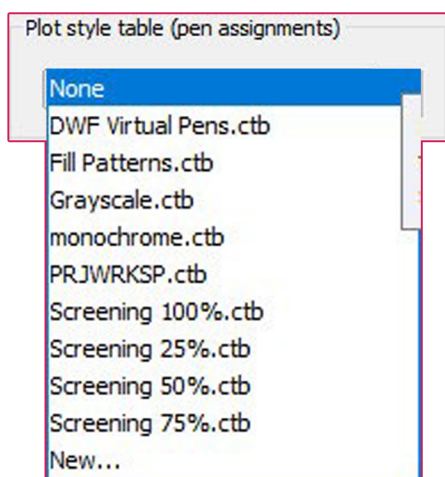 Plot style table (pen assignments)
None
DWF Virtual Pens.ctb
Fill Patterns.ctb
Grayscale.ctb
monochrome.ctb
PRJWRKSP.ctb
Screening 100%.ctb
Screening 25%.ctb
Screening 50%.ctb
Screening 75%.ctb
New...